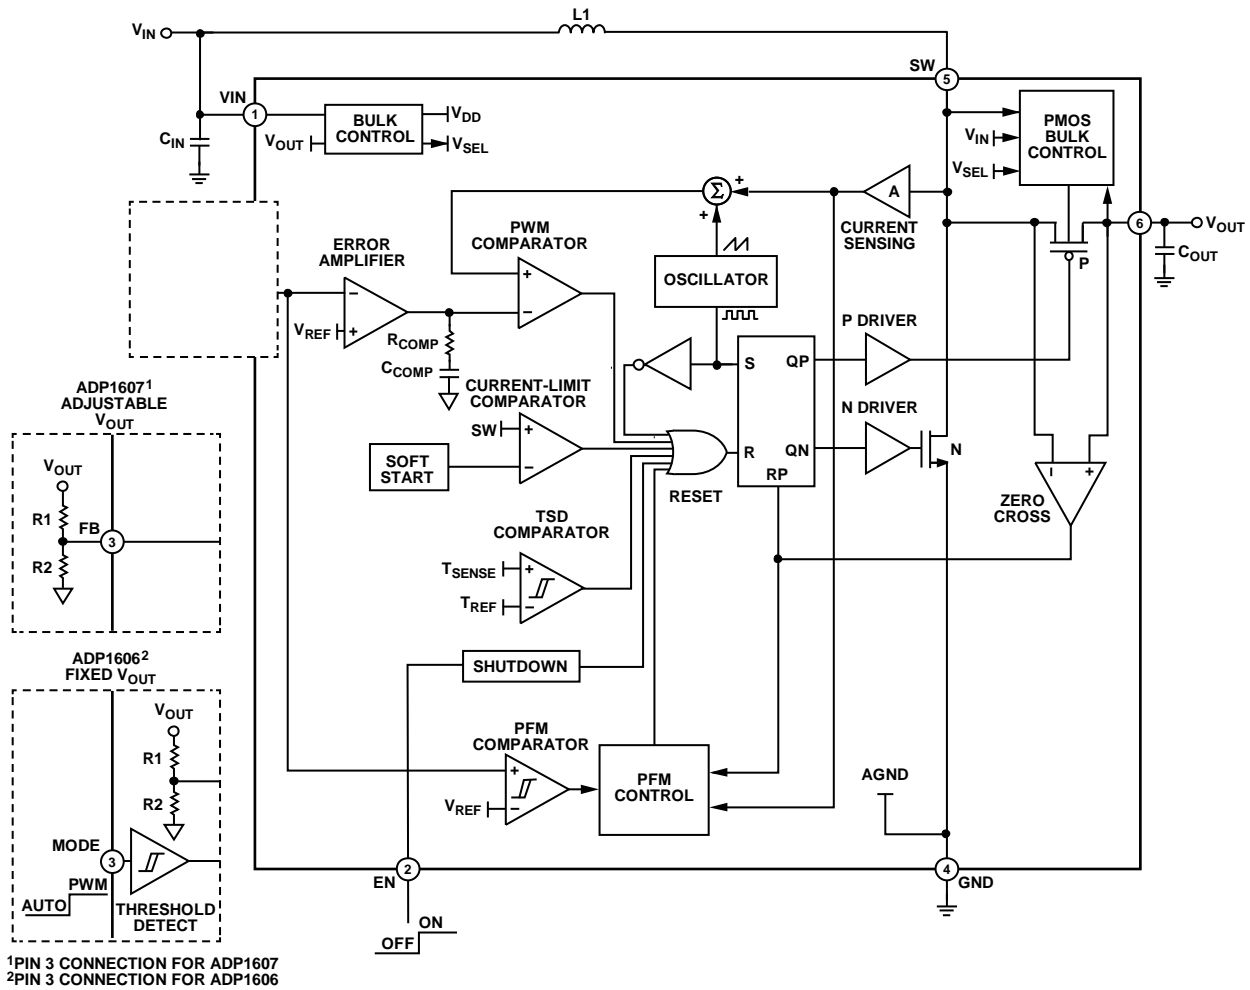 L1
VIN
SW
5
VIN
1
BULK
CONTROL
VDD
VOUT
VSEL
CIN
PMOS
BULK
CONTROL
VIN
VSEL
Σ
+
+
A
CURRENT
SENSING
6
VOUT
COUT
P
ERROR
AMPLIFIER
PWM
COMPARATOR
OSCILLATOR
−
+
VREF
+
−
RCOMP
CCOMP
P DRIVER
S
QP
N DRIVER
QN
R
RP
N
CURRENT-LIMIT
COMPARATOR
SW
+
−
SOFT
START
RESET
− +
ZERO
CROSS
ADP1607¹
ADJUSTABLE
VOUT
VOUT
R1
FB
3
R2
TSD
COMPARATOR
TSENSE
+
TREF
−
SHUTDOWN
ADP1606²
FIXED VOUT
VOUT
R1
R2
MODE
3
PWM
AUTO
THRESHOLD
DETECT
PFM
COMPARATOR
+
VREF
−
PFM
CONTROL
AGND
2
EN
4
GND
ON
OFF
¹PIN 3 CONNECTION FOR ADP1607
²PIN 3 CONNECTION FOR ADP1606